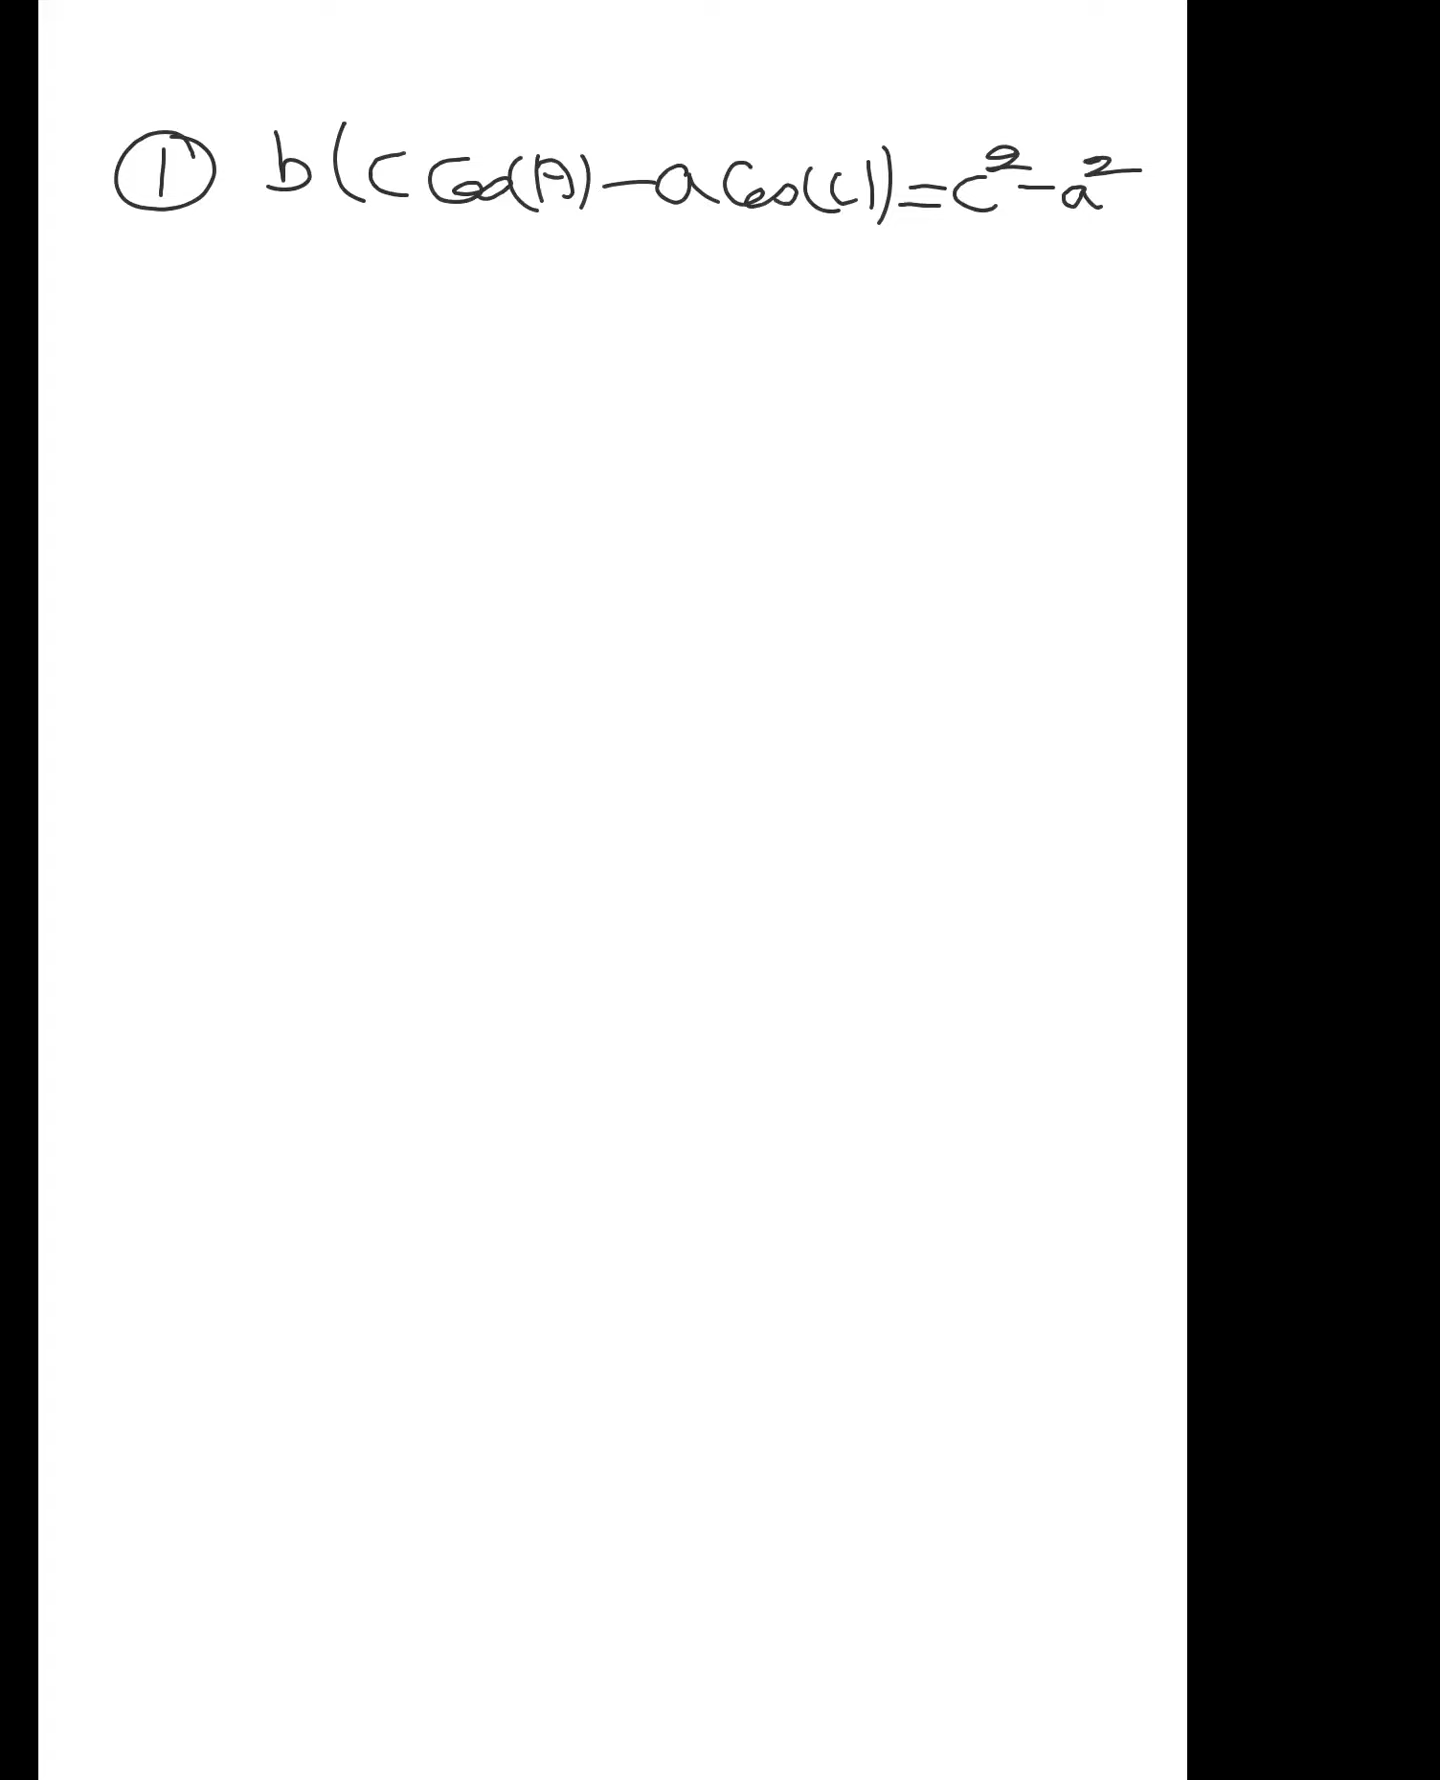 ① b(c Cos(A) - a Cos(C)) = c² - a²